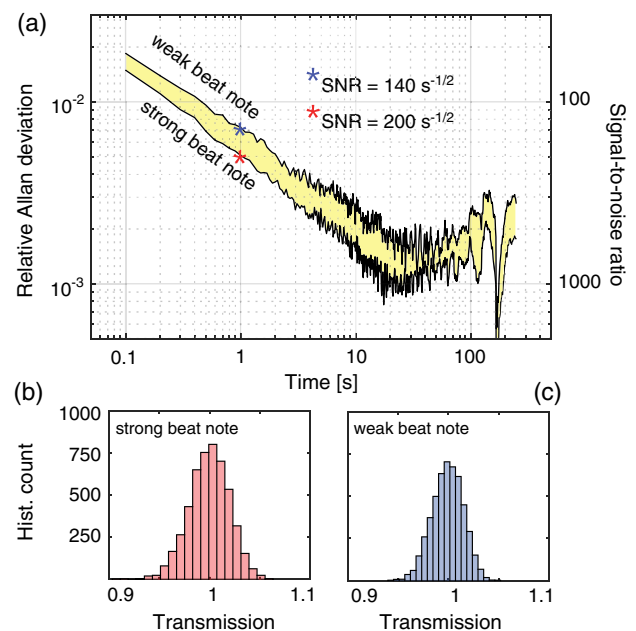 (a)
weak beat note
strong beat note
SNR = 140 s-1/2
SNR = 200 s-1/2
Relative Allan deviation
10-2
10-3
100
1000
Signal-to-noise ratio
0.1 1 10 100
Time [s]
(b)
strong beat note
Hist. count
1000
750
500
250
0.9 1 1.1
Transmission
(c)
weak beat note
0.9 1 1.1
Transmission